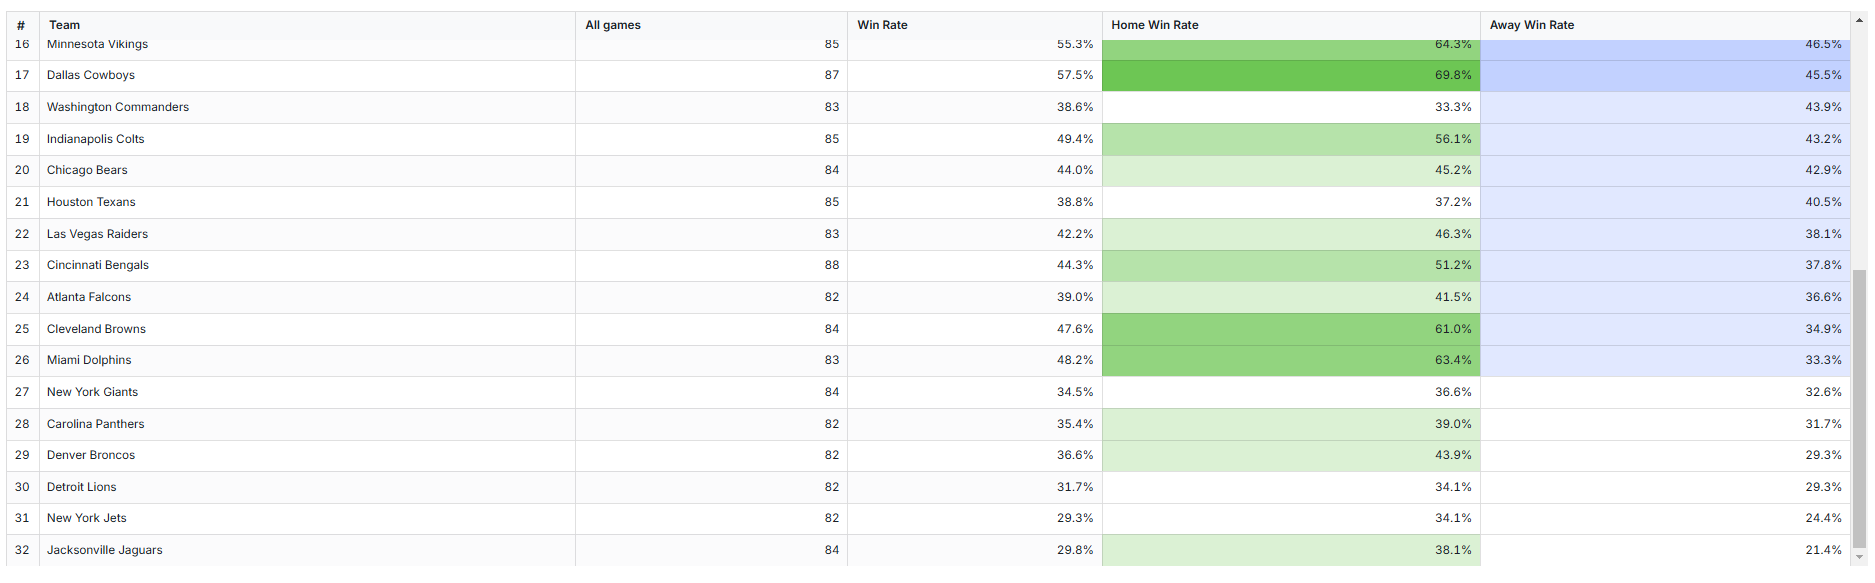 # Team All games Win Rate Home Win Rate Away Win Rate
16 Minnesota Vikings 85 55.3% 64.3% 46.5%
17 Dallas Cowboys 87 57.5% 69.8% 45.5%
18 Washington Commanders 83 38.6% 33.3% 43.9%
19 Indianapolis Colts 85 49.4% 56.1% 43.2%
20 Chicago Bears 84 44.0% 45.2% 42.9%
21 Houston Texans 85 38.8% 37.2% 40.5%
22 Las Vegas Raiders 83 42.2% 46.3% 38.1%
23 Cincinnati Bengals 88 44.3% 51.2% 37.8%
24 Atlanta Falcons 82 39.0% 41.5% 36.6%
25 Cleveland Browns 84 47.6% 61.0% 34.9%
26 Miami Dolphins 83 48.2% 63.4% 33.3%
27 New York Giants 84 34.5% 36.6% 32.6%
28 Carolina Panthers 82 35.4% 39.0% 31.7%
29 Denver Broncos 82 36.6% 43.9% 29.3%
30 Detroit Lions 82 31.7% 34.1% 29.3%
31 New York Jets 82 29.3% 34.1% 24.4%
32 Jacksonville Jaguars 84 29.8% 38.1% 21.4%